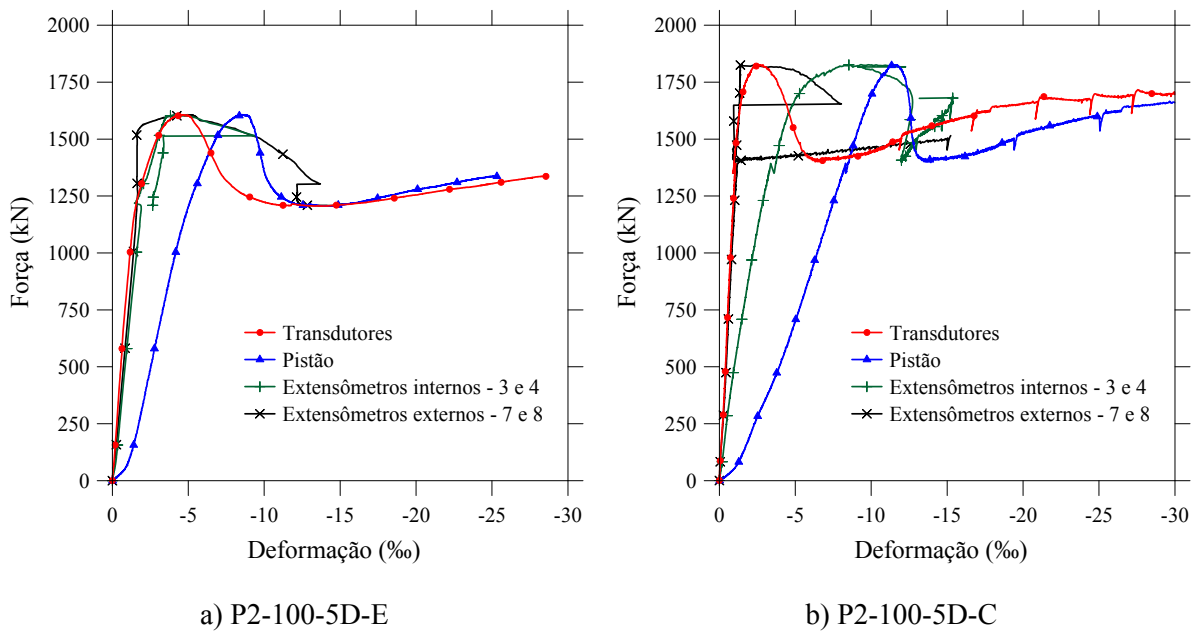 2000
1750
1500
1250
1000
750
500
250
0
Força (kN)
0 -5 -10 -15 -20 -25 -30
Deformação (‰)
Transdutores
Pistão
Extensômetros internos - 3 e 4
Extensômetros externos - 7 e 8
a) P2-100-5D-E
2000
1750
1500
1250
1000
750
500
250
0
Força (kN)
0 -5 -10 -15 -20 -25 -30
Deformação (‰)
Transdutores
Pistão
Extensômetros internos - 3 e 4
Extensômetros externos - 7 e 8
b) P2-100-5D-C